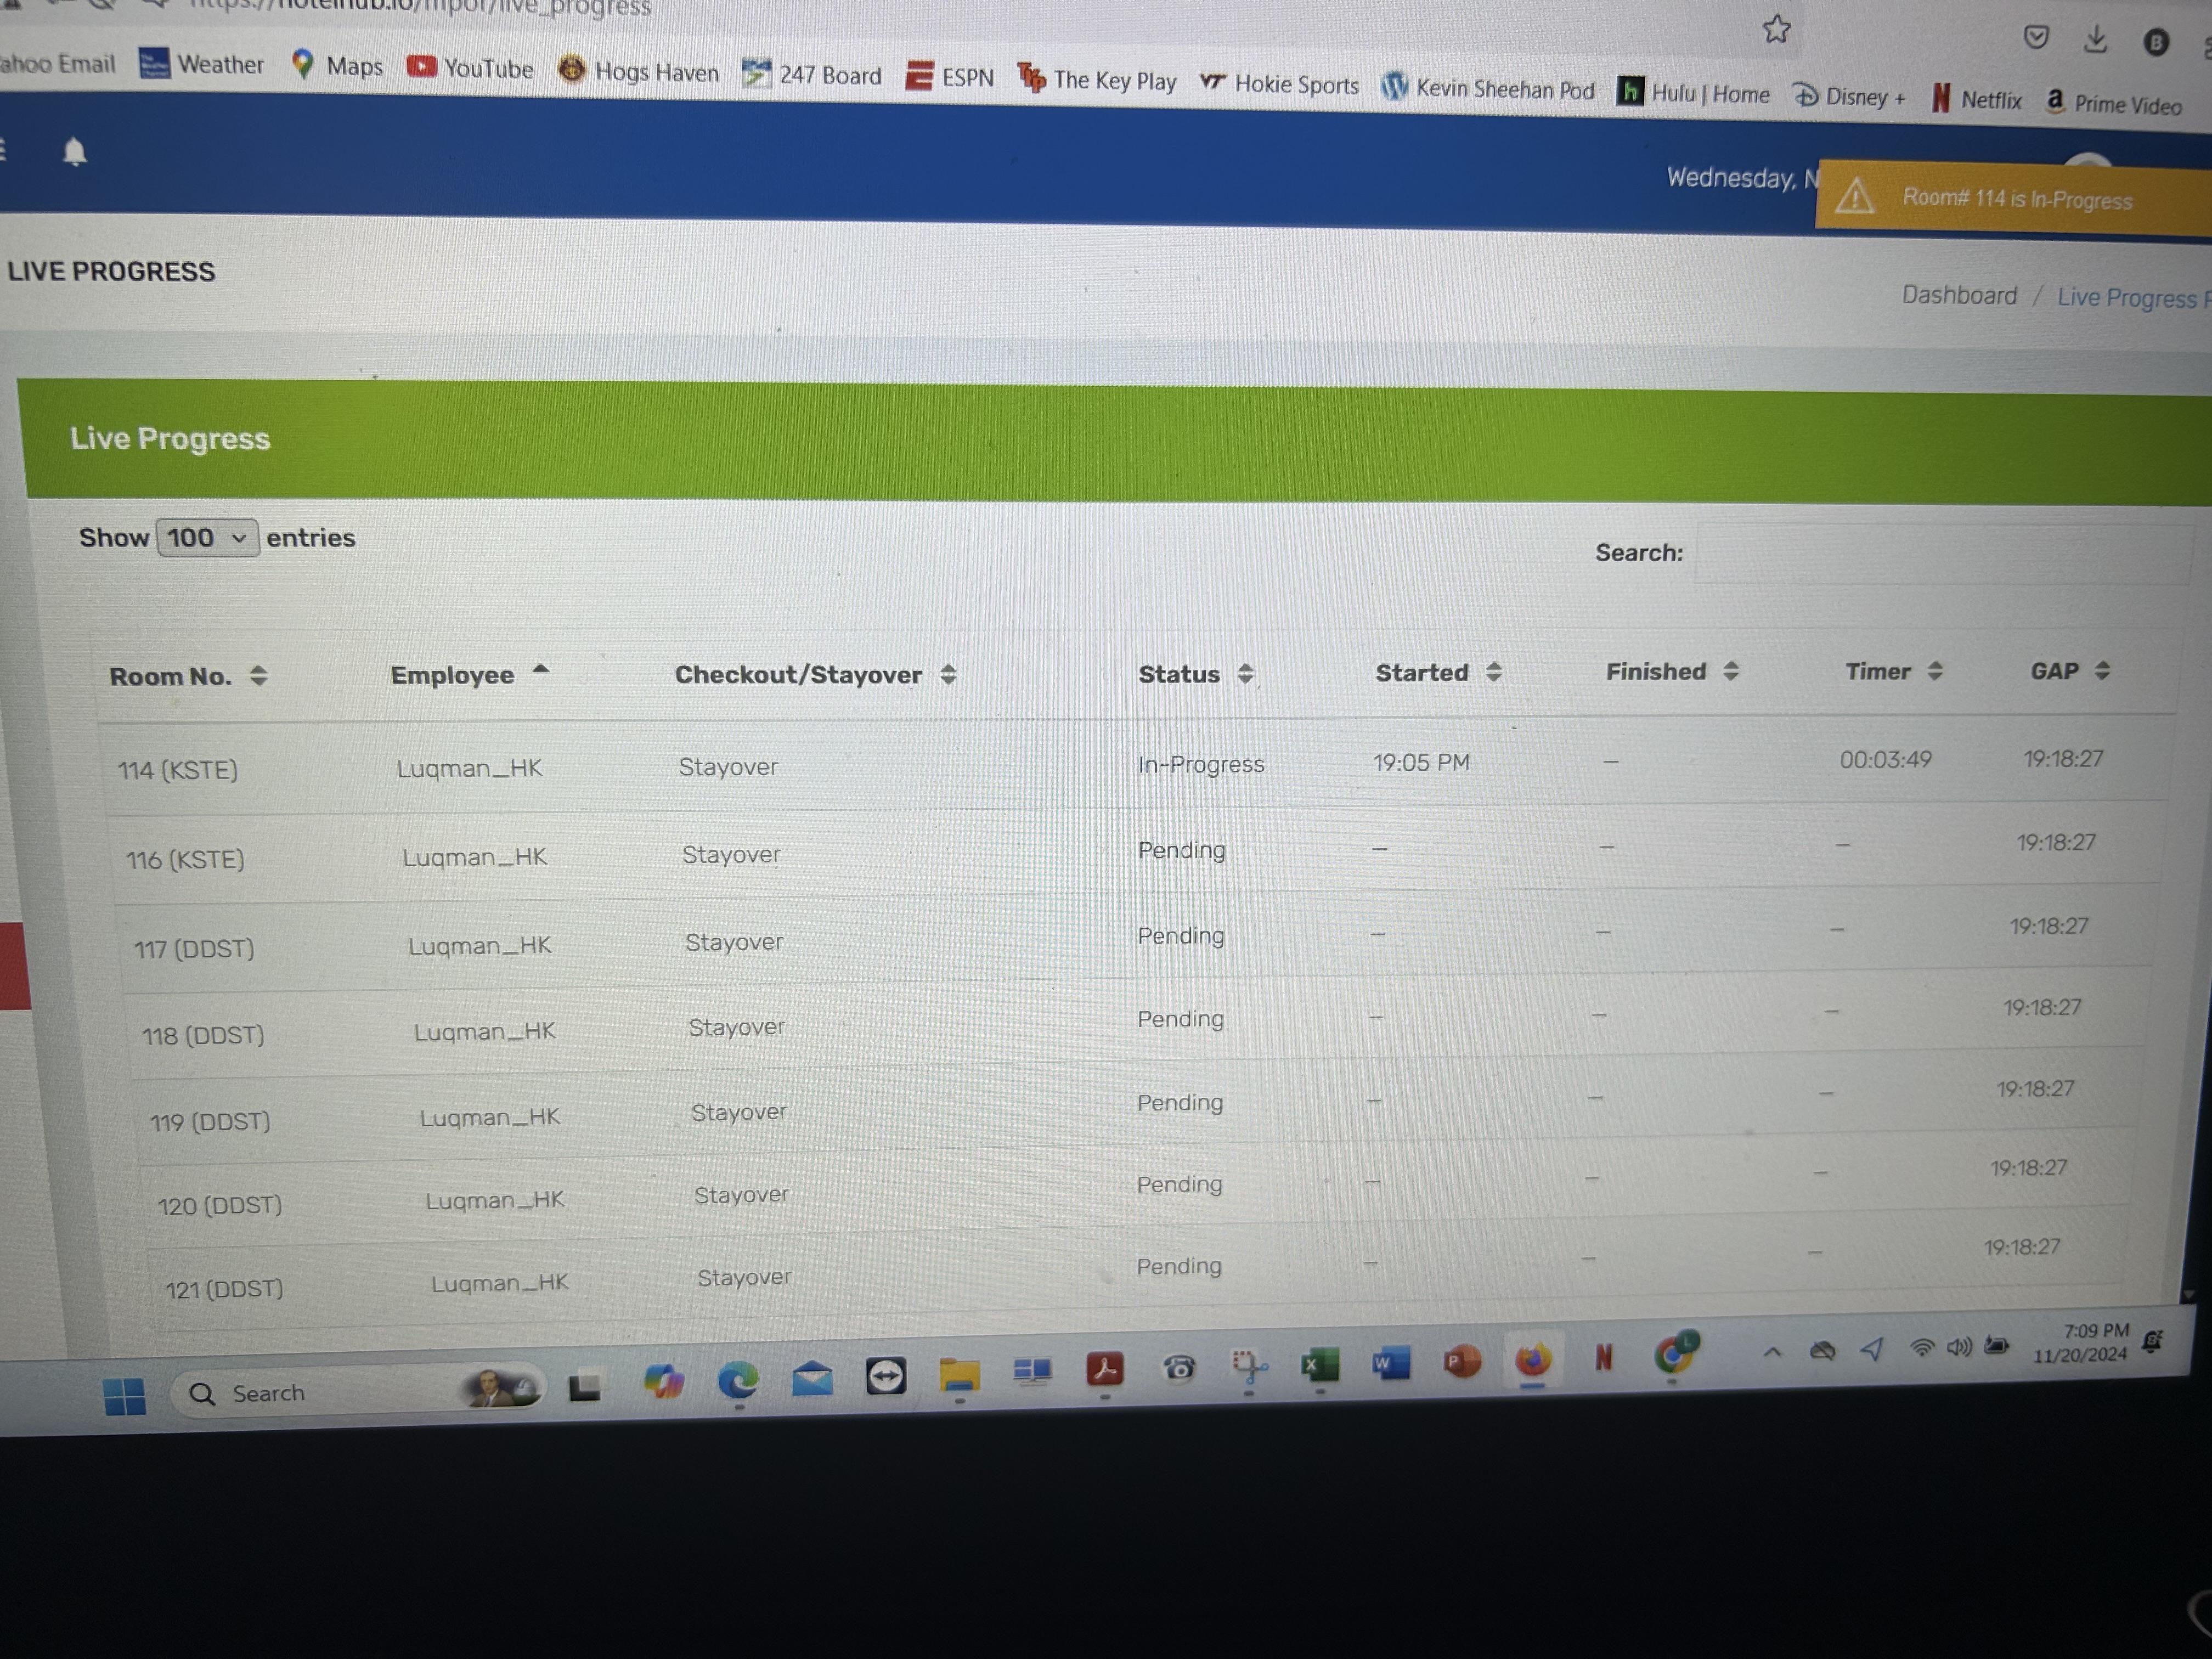 live_progress
Email Weather Maps YouTube Hogs Haven 247 Board ESPN The Key Play VT Hokie Sports Kevin Sheehan Pod h Hulu | Home Disney + Netflix a Prime Video
Wednesday, N
Room# 114 is In-Progress
LIVE PROGRESS
Dashboard / Live Progress
Live Progress
Show 100 entries
Search:
Room No. Employee Checkout/Stayover Status Started Finished Timer GAP
114 (KSTE) Luqman_HK Stayover In-Progress 19:05 PM — 00:03:49 19:18:27
116 (KSTE) Luqman_HK Stayover Pending — — — 19:18:27
117 (DDST) Luqman_HK Stayover Pending — — — 19:18:27
118 (DDST) Luqman_HK Stayover Pending — — — 19:18:27
119 (DDST) Luqman_HK Stayover Pending — — — 19:18:27
120 (DDST) Luqman_HK Stayover Pending — — — 19:18:27
121 (DDST) Luqman_HK Stayover Pending — — — 19:18:27
Search
7:09 PM
11/20/2024